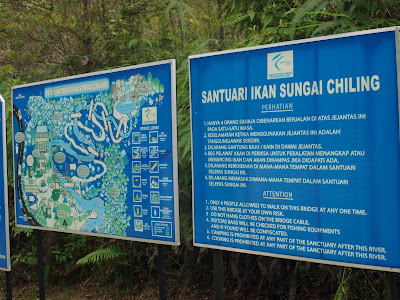 SANTUARI IKAN SUNGAI CHILING
PERHATIAN
1. HANYA 4 ORANG SAHAJA DIBENARKAN BERJUALAN DI ATAS JEJANTAS INI
PADA SATU-SATU MASA.
2. KESELAMATAN KETIKA MENGGUNAKAN JEJANTAS INI ADALAH
TANGGUNGJAWAB SENDIRI.
3. DILARANG GANTUNG BAJU / KAIN DI DAWAI JEJANTAS.
4. BEG PELAWAT AKAN DI PERIKSA UNTUK PERALATAN MENANGKAP ATAU
MEMANCING IKAN DAN AKAN DIRAMPAS JIKA DIDAPATI ADA.
5. DILARANG BERKHEMAH DI MANA-MANA TEMPAT DALAM SANTUARI
SELEPAS SUNGAI INI.
6. DILARANG MEMASAK DIMANA-MANA TEMPAT DALAM SANTUARI
SELEPAS SUNGAI INI.
ATTENTION
1. ONLY 4 PEOPLE ALLOWED TO WALK ON THIS BRIDGE AT ANY ONE TIME.
2. USE THIS BRIDGE AT YOUR OWN RISK.
3. DO NOT HANG CLOTHES ON THE BRIDGE CABLE.
4. VISITORS BAGS WILL BE CHECKED FOR FISHING EQUIPMENTS
AND IF FOUND WILL BE CONFISCATED.
5. CAMPING IS PROHIBITED AT ANY PART OF THE SANCTUARY AFTER THIS RIVER.
6. COOKING IS PROHIBITED AT ANY PART OF THE SANCTUARY AFTER THIS RIVER.
SANTUARI IKAN SUNGAI CHILING